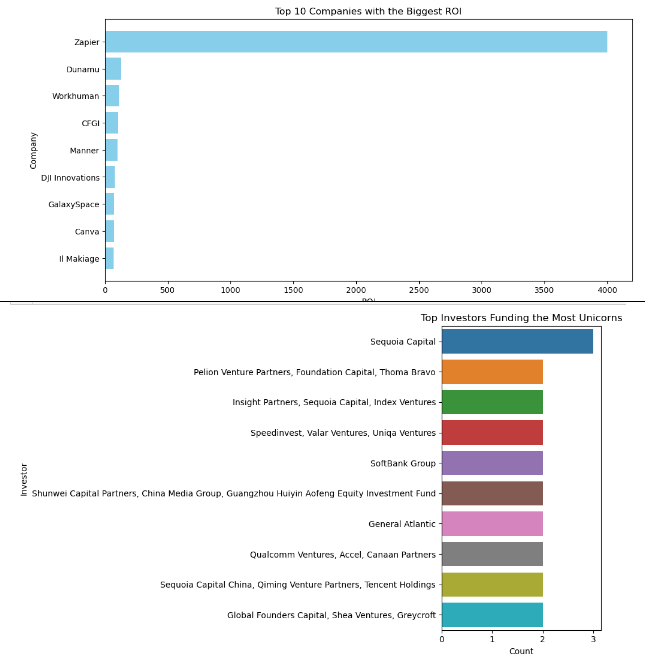 Top 10 Companies with the Biggest ROI
Company
Zapier
Dunamu
Workhuman
CFGI
Manner
DJI Innovations
GalaxySpace
Canva
Il Makiage
0 500 1000 1500 2000 2500 3000 3500 4000
ROI
Top Investors Funding the Most Unicorns
Investor
Sequoia Capital
Pelion Venture Partners, Foundation Capital, Thoma Bravo
Insight Partners, Sequoia Capital, Index Ventures
Speedinvest, Valar Ventures, Uniqa Ventures
SoftBank Group
Shunwei Capital Partners, China Media Group, Guangzhou Huiyin Aofeng Equity Investment Fund
General Atlantic
Qualcomm Ventures, Accel, Canaan Partners
Sequoia Capital China, Qiming Venture Partners, Tencent Holdings
Global Founders Capital, Shea Ventures, Greycroft
0 1 2 3
Count